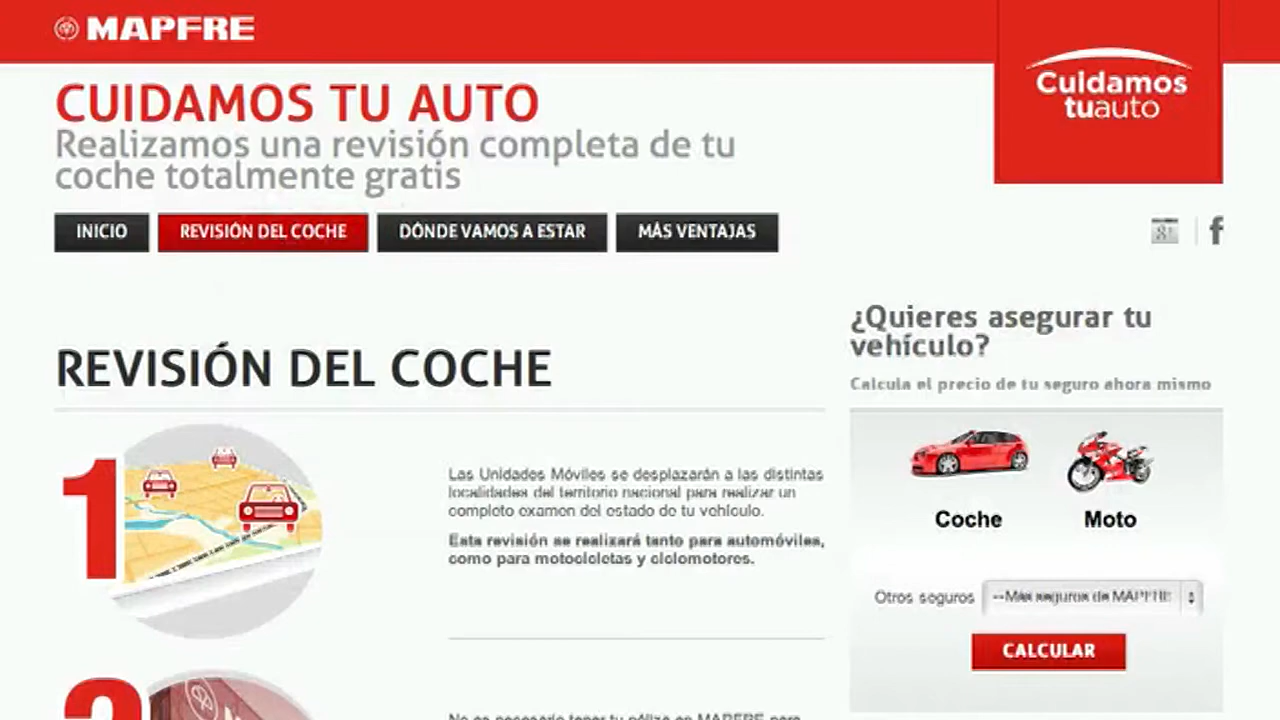 MAPFRE
Cuidamos
tuauto
CUIDAMOS TU AUTO
Realizamos una revisión completa de tu
coche totalmente gratis
INICIO
REVISIÓN DEL COCHE
DÓNDE VAMOS A ESTAR
MÁS VENTAJAS
REVISIÓN DEL COCHE
1
Las Unidades Móviles se desplazarán a las distintas
localidades del territorio nacional para realizar un
completo examen del estado de tu vehículo.
Esta revisión se realizará tanto para automóviles,
como para motocicletas y ciclomotores.
2
No es necesario tener tu póliza en MAPFRE para
¿Quieres asegurar tu
vehículo?
Calcula el precio de tu seguro ahora mismo
Coche
Moto
Otros seguros
--Más seguros de MAPFRE
CALCULAR